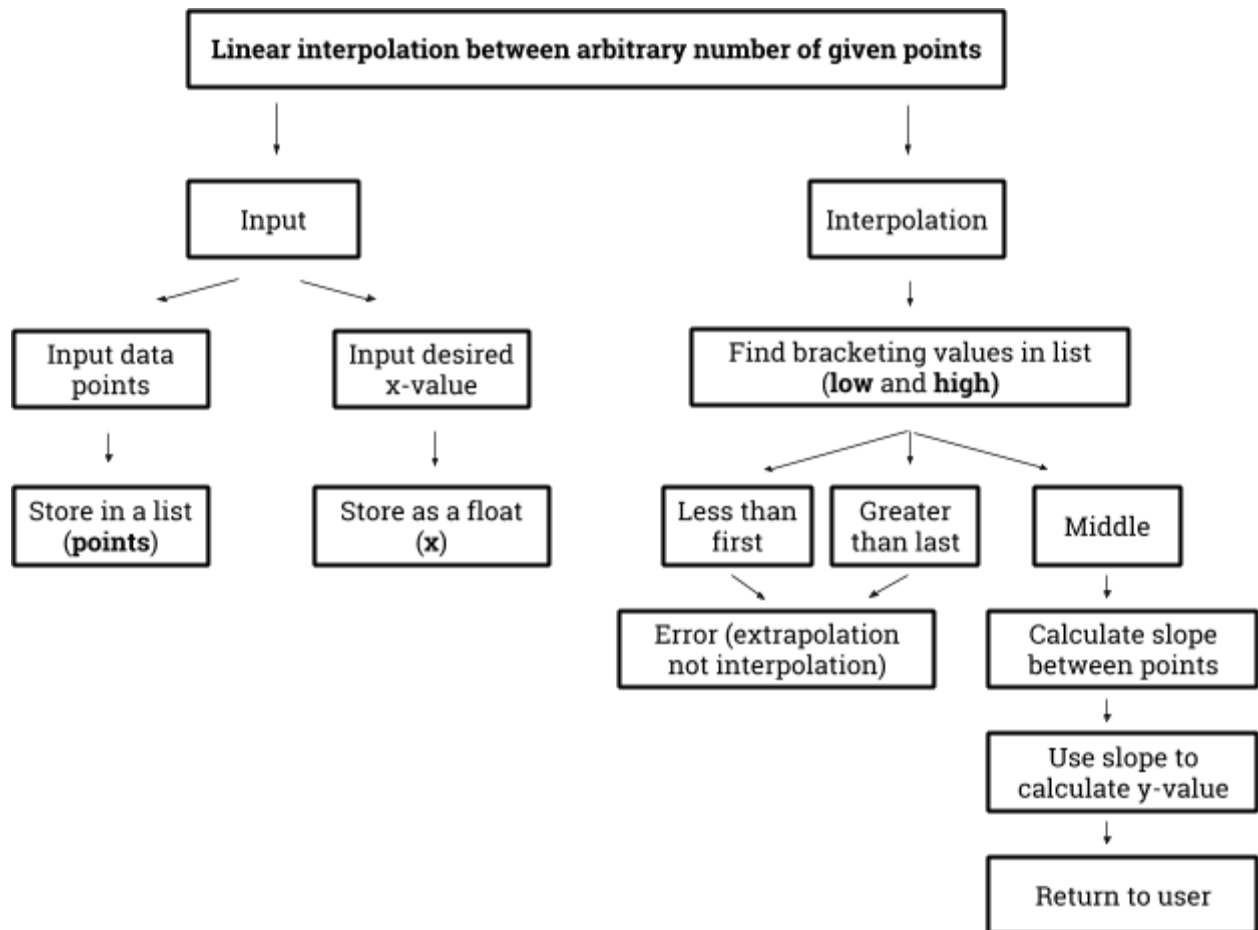 Linear interpolation between arbitrary number of given points
Input
Interpolation
Input data
points
Input desired
x-value
Find bracketing values in list
(low and high)
Store in a list
(points)
Store as a float
(x)
Less than
first
Greater
than last
Middle
Error (extrapolation
not interpolation)
Calculate slope
between points
Use slope to
calculate y-value
Return to user